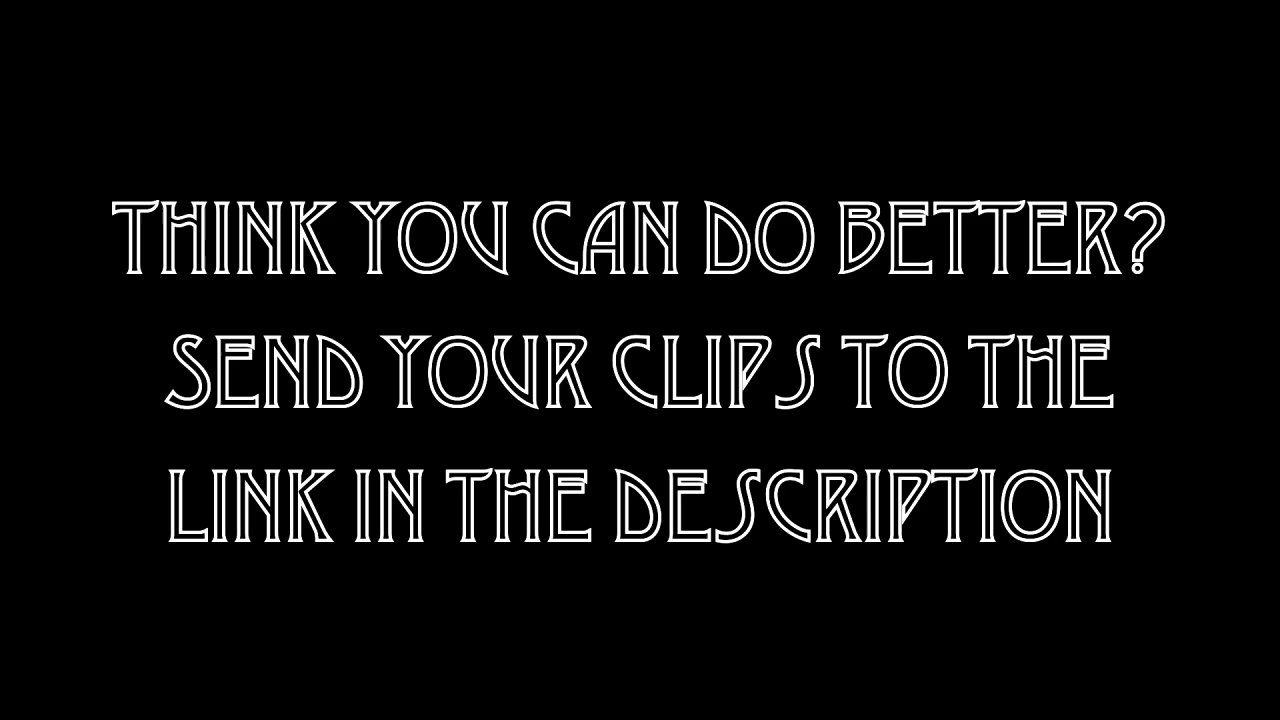 THINK YOU CAN DO BETTER?
SEND YOUR CLIPS TO THE
LINK IN THE DESCRIPTION